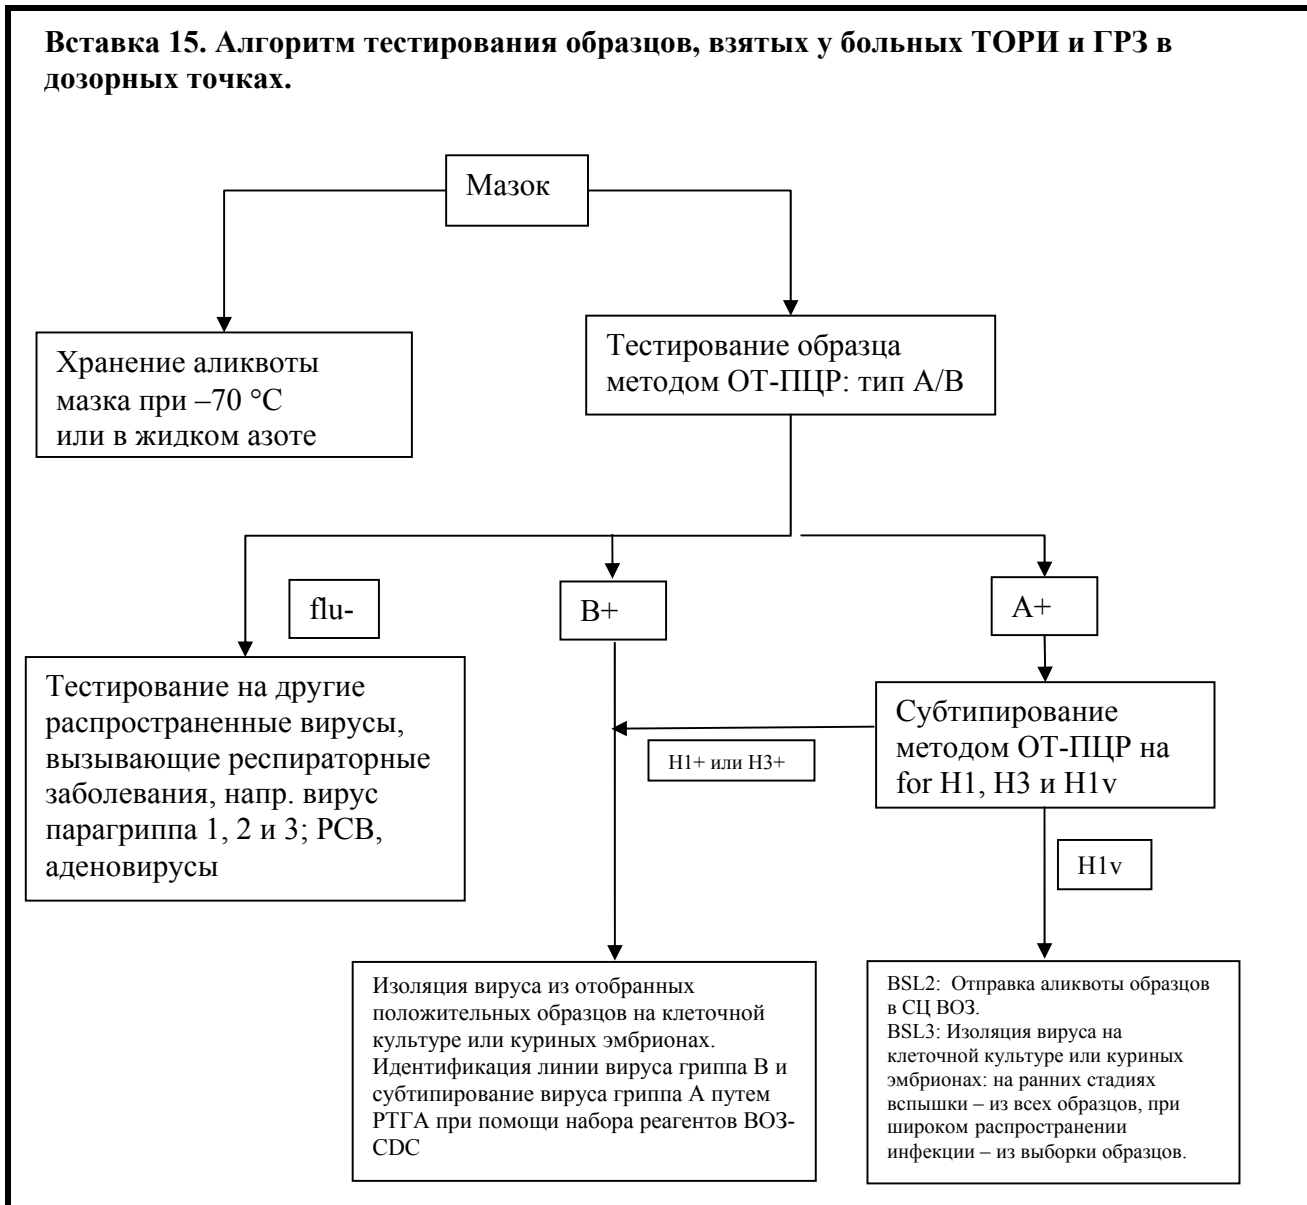 Вставка 15. Алгоритм тестирования образцов, взятых у больных ТОРИ и ГРЗ в
дозорных точках.
Мазок
Хранение аликвоты
мазка при –70 °C
или в жидком азоте
Тестирование образца
методом ОТ-ПЦР: тип A/B
flu-
B+
A+
Тестирование на другие
распространенные вирусы,
вызывающие респираторные
заболевания, напр. вирус
парагриппа 1, 2 и 3; РСВ,
аденовирусы
H1+ или H3+
Субтипирование
методом ОТ-ПЦР на
for H1, H3 и H1v
H1v
Изоляция вируса из отобранных
положительных образцов на клеточной
культуре или куриных эмбрионах.
Идентификация линии вируса гриппа B и
субтипирование вируса гриппа A путем
РТГА при помощи набора реагентов ВОЗ-
CDC
BSL2: Отправка аликвоты образцов
в СЦ ВОЗ.
BSL3: Изоляция вируса на
клеточной культуре или куриных
эмбрионах: на ранних стадиях
вспышки – из всех образцов, при
широком распространении
инфекции – из выборки образцов.